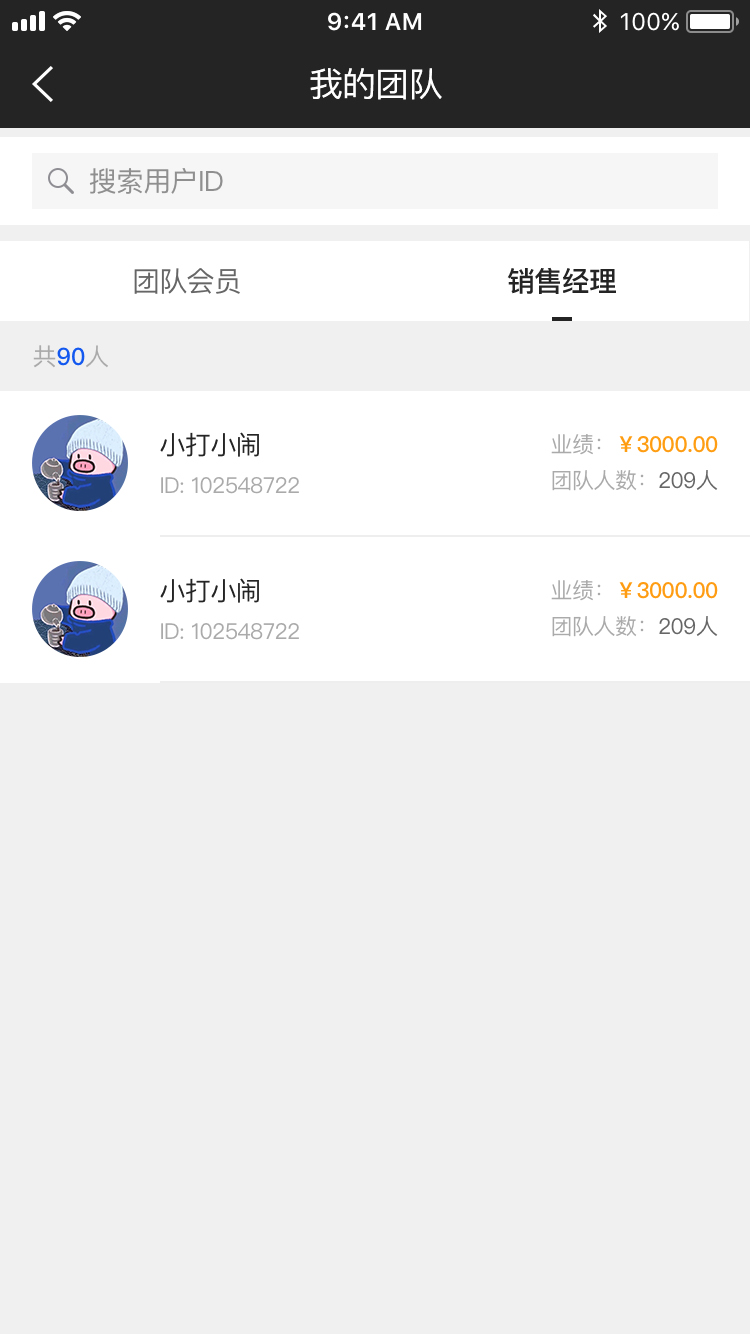 9:41 AM 100%
我的团队
搜索用户ID
团队会员 销售经理
共90人
小打小闹 业绩： ￥3000.00
ID: 102548722 团队人数： 209人
小打小闹 业绩： ￥3000.00
ID: 102548722 团队人数： 209人